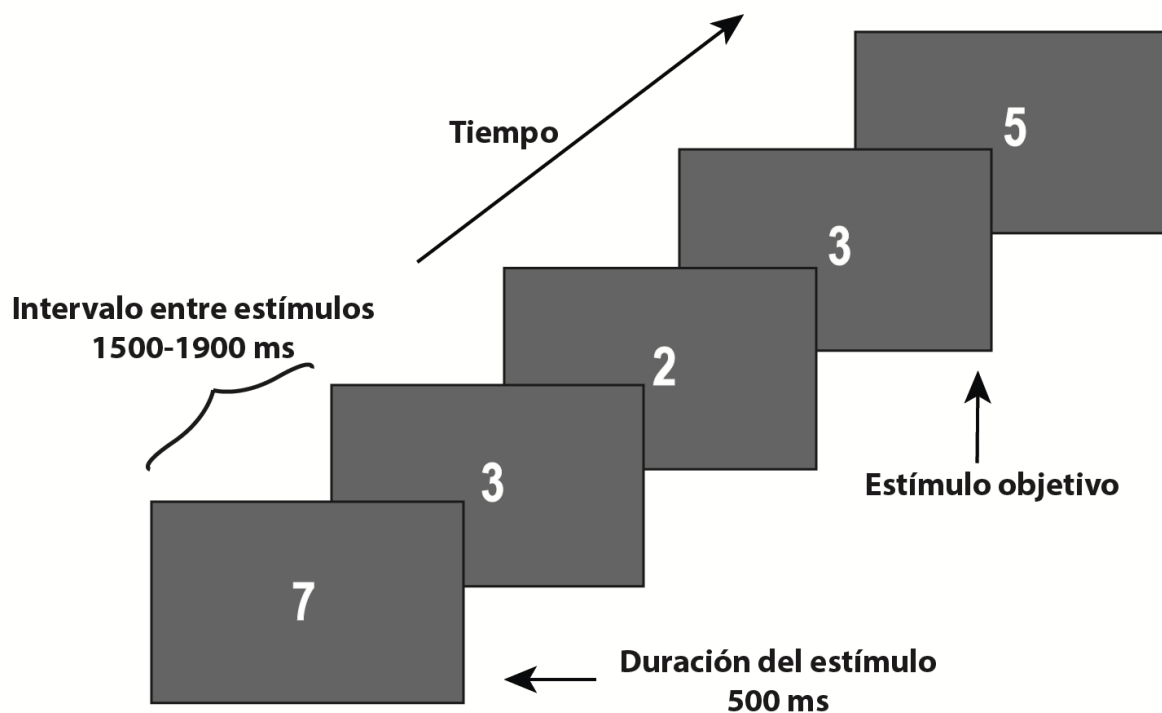 5
Tiempo
3
Intervalo entre estímulos
1500-1900 ms
2
3
Estímulo objetivo
7
Duración del estímulo
500 ms